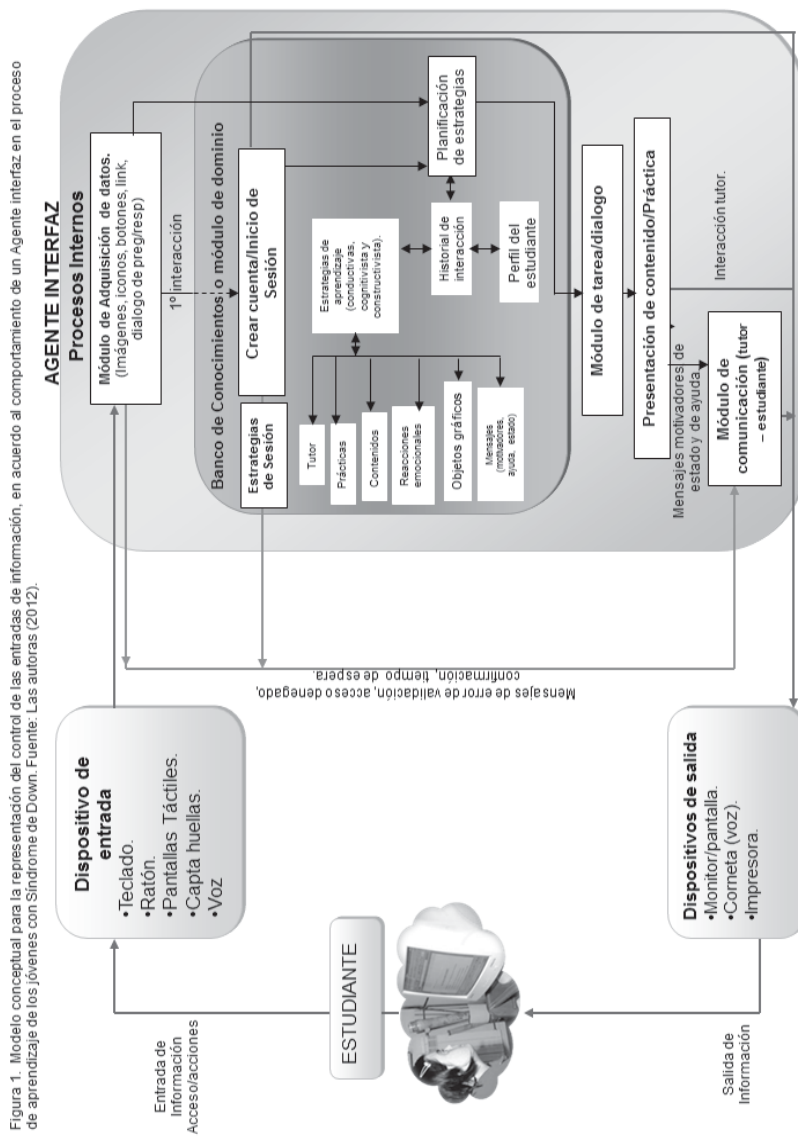 Figura 1. Modelo conceptual para la representación del control de las entradas de información, en acuerdo al comportamiento de un Agente interfaz en el proceso
de aprendizaje de los jóvenes con Síndrome de Down. Fuente: Las autoras (2012).
AGENTE INTERFAZ
Procesos Internos
Módulo de Adquisición de datos.
(Imágenes, iconos, botones, link,
dialogo de preg/resp)
1º interacción
Banco de Conocimientos o módulo de dominio
Estrategias
de Sesión
Crear cuenta/Inicio de
Sesión
Tutor
Prácticas
Contenidos
Reacciones
emocionales
Objetos gráficos
Mensajes
(motivadores,
ayuda, estado)
Estrategias de
aprendizaje
(conductivas,
cognitivista y
constructivista).
Historial de
interacción
Perfil del
estudiante
Planificación
de estrategias
Módulo de tarea/dialogo
Presentación de contenido/Práctica
Mensajes motivadores, de
estado y de ayuda.
Interacción tutor.
Módulo de
comunicación (tutor
– estudiante)
Mensajes de error de validación, acceso denegado,
confirmación, tiempo de espera.
Dispositivo de
entrada
•Teclado.
•Ratón.
•Pantallas Táctiles.
•Capta huellas.
•Voz
Dispositivos de salida
•Monitor/pantalla.
•Corneta (voz).
•Impresora.
Entrada de
Información
Acceso/acciones
ESTUDIANTE
Salida de
Información